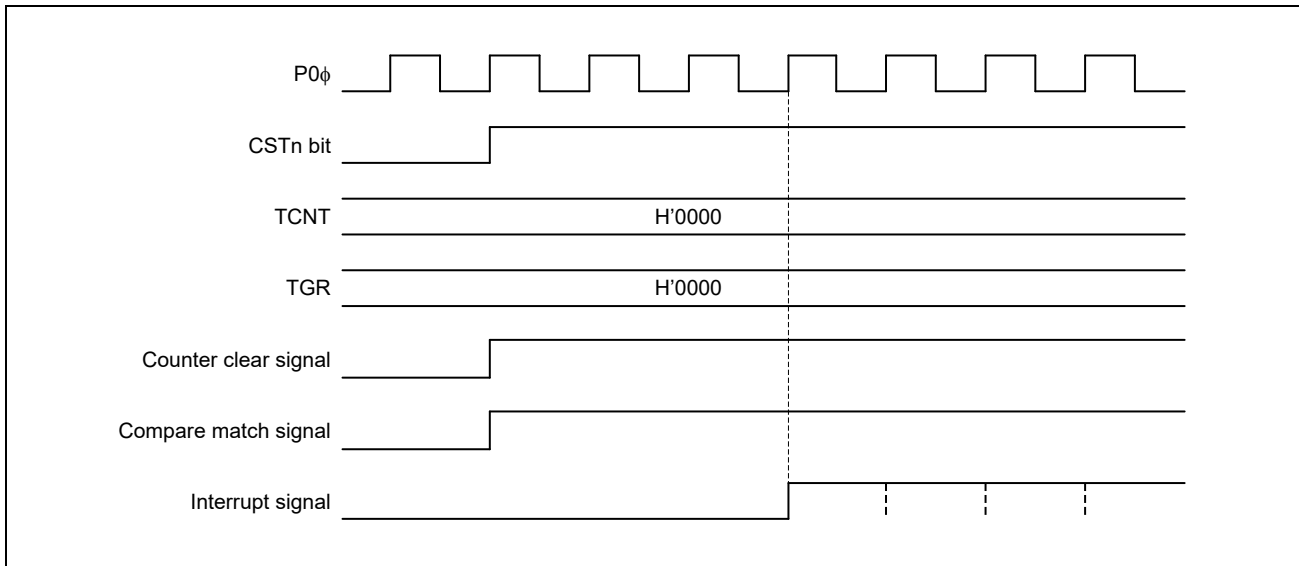 P0ϕ
CSTn bit
TCNT H’0000
TGR H’0000
Counter clear signal
Compare match signal
Interrupt signal